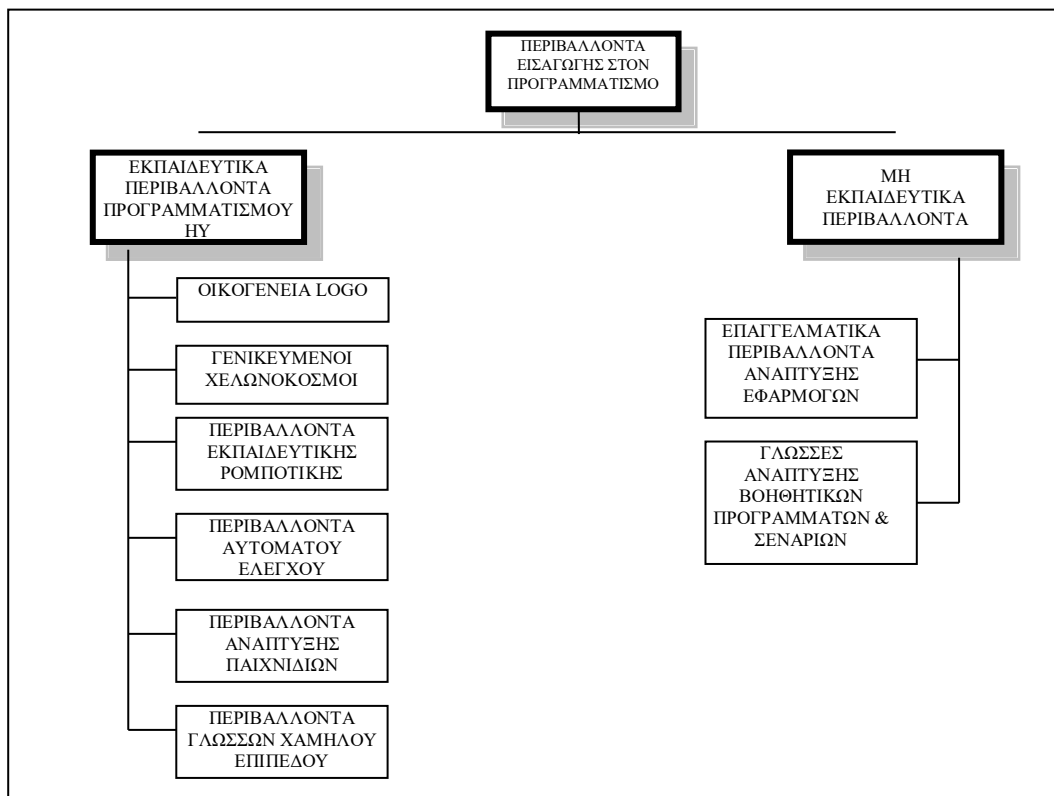 ΠΕΡΙΒΑΛΛΟΝΤΑ
ΕΙΣΑΓΩΓΗΣ ΣΤΟΝ
ΠΡΟΓΡΑΜΜΑΤΙΣΜΟ
ΕΚΠΑΙΔΕΥΤΙΚΑ
ΠΕΡΙΒΑΛΛΟΝΤΑ
ΠΡΟΓΡΑΜΜΑΤΙΣΜΟΥ
ΗΥ
ΟΙΚΟΓΕΝΕΙΑ LOGO
ΓΕΝΙΚΕΥΜΕΝΟΙ
ΧΕΛΩΝΟΚΟΣΜΟΙ
ΠΕΡΙΒΑΛΛΟΝΤΑ
ΕΚΠΑΙΔΕΥΤΙΚΗΣ
ΡΟΜΠΟΤΙΚΗΣ
ΠΕΡΙΒΑΛΛΟΝΤΑ
ΑΥΤΟΜΑΤΟΥ
ΕΛΕΓΧΟΥ
ΠΕΡΙΒΑΛΛΟΝΤΑ
ΑΝΑΠΤΥΞΗΣ
ΠΑΙΧΝΙΔΙΩΝ
ΠΕΡΙΒΑΛΛΟΝΤΑ
ΓΛΩΣΣΩΝ ΧΑΜΗΛΟΥ
ΕΠΙΠΕΔΟΥ
ΜΗ
ΕΚΠΑΙΔΕΥΤΙΚΑ
ΠΕΡΙΒΑΛΛΟΝΤΑ
ΕΠΑΓΓΕΛΜΑΤΙΚΑ
ΠΕΡΙΒΑΛΛΟΝΤΑ
ΑΝΑΠΤΥΞΗΣ
ΕΦΑΡΜΟΓΩΝ
ΓΛΩΣΣΕΣ
ΑΝΑΠΤΥΞΗΣ
ΒΟΗΘΗΤΙΚΩΝ
ΠΡΟΓΡΑΜΜΑΤΩΝ &
ΣΕΝΑΡΙΩΝ